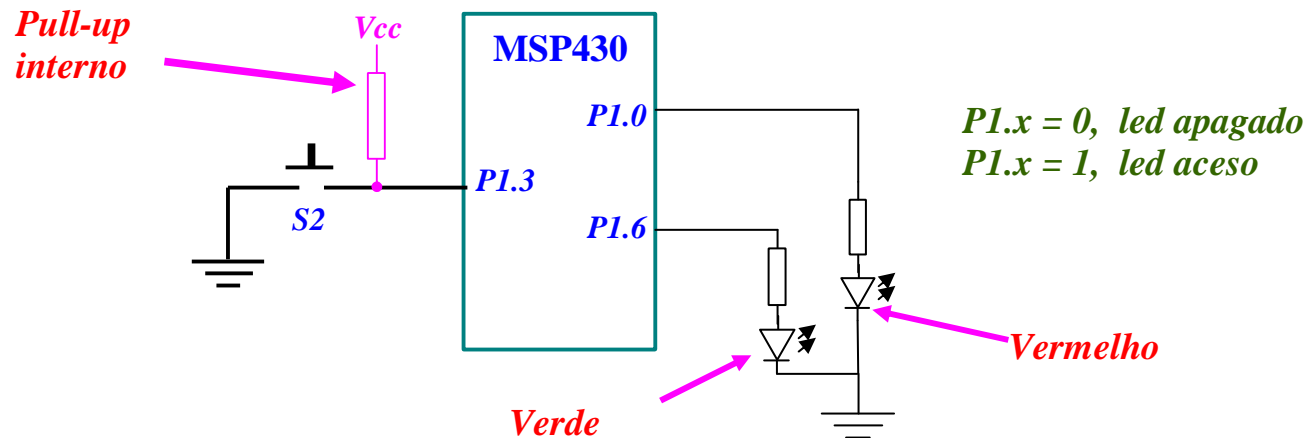 Pull-up
interno
Vcc
MSP430
P1.0
P1.x = 0, led apagado
P1.x = 1, led aceso
P1.3
S2
P1.6
Vermelho
Verde